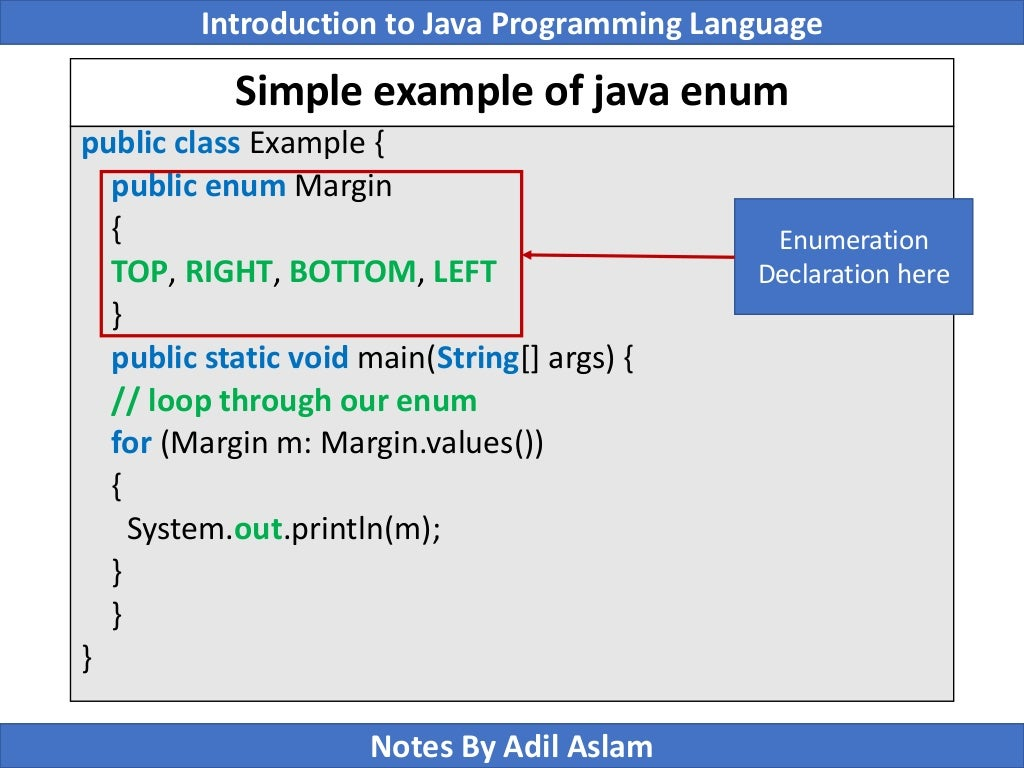 Introduction to Java Programming Language
Simple example of java enum
public class Example {
public enum Margin
{
TOP, RIGHT, BOTTOM, LEFT
}
Enumeration
Declaration here
public static void main(String[] args) {
// loop through our enum
for (Margin m: Margin.values())
{
System.out.println(m);
}
}
}
Notes By Adil Aslam